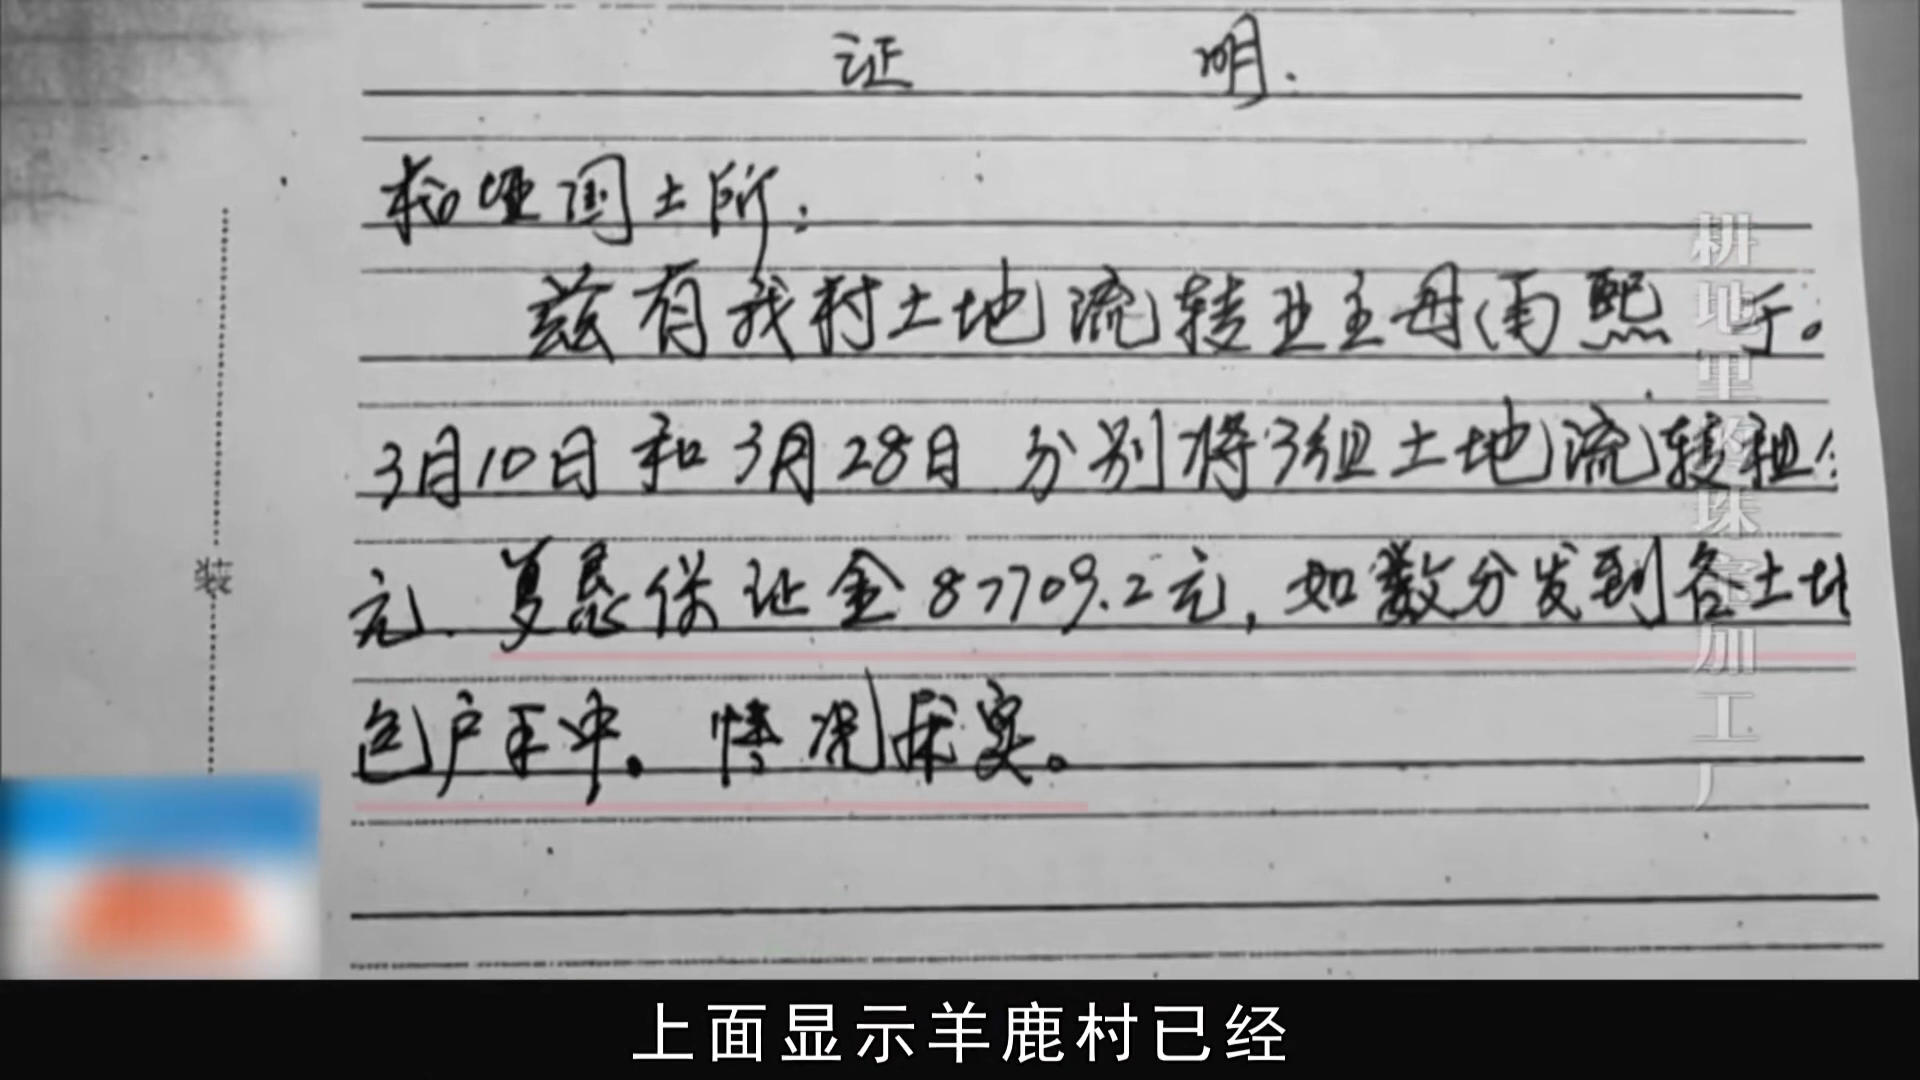 证 明.
松垭国土所:
兹有我村土地流转业主母雨熙 于。
3月10日 和 3月28日 分别将3组土地流转租
元. 复垦保证金87709.2元, 如数分发到各土地
包户手中。情况属实。
装
耕地里的珠宝加工厂
上面显示羊鹿村已经